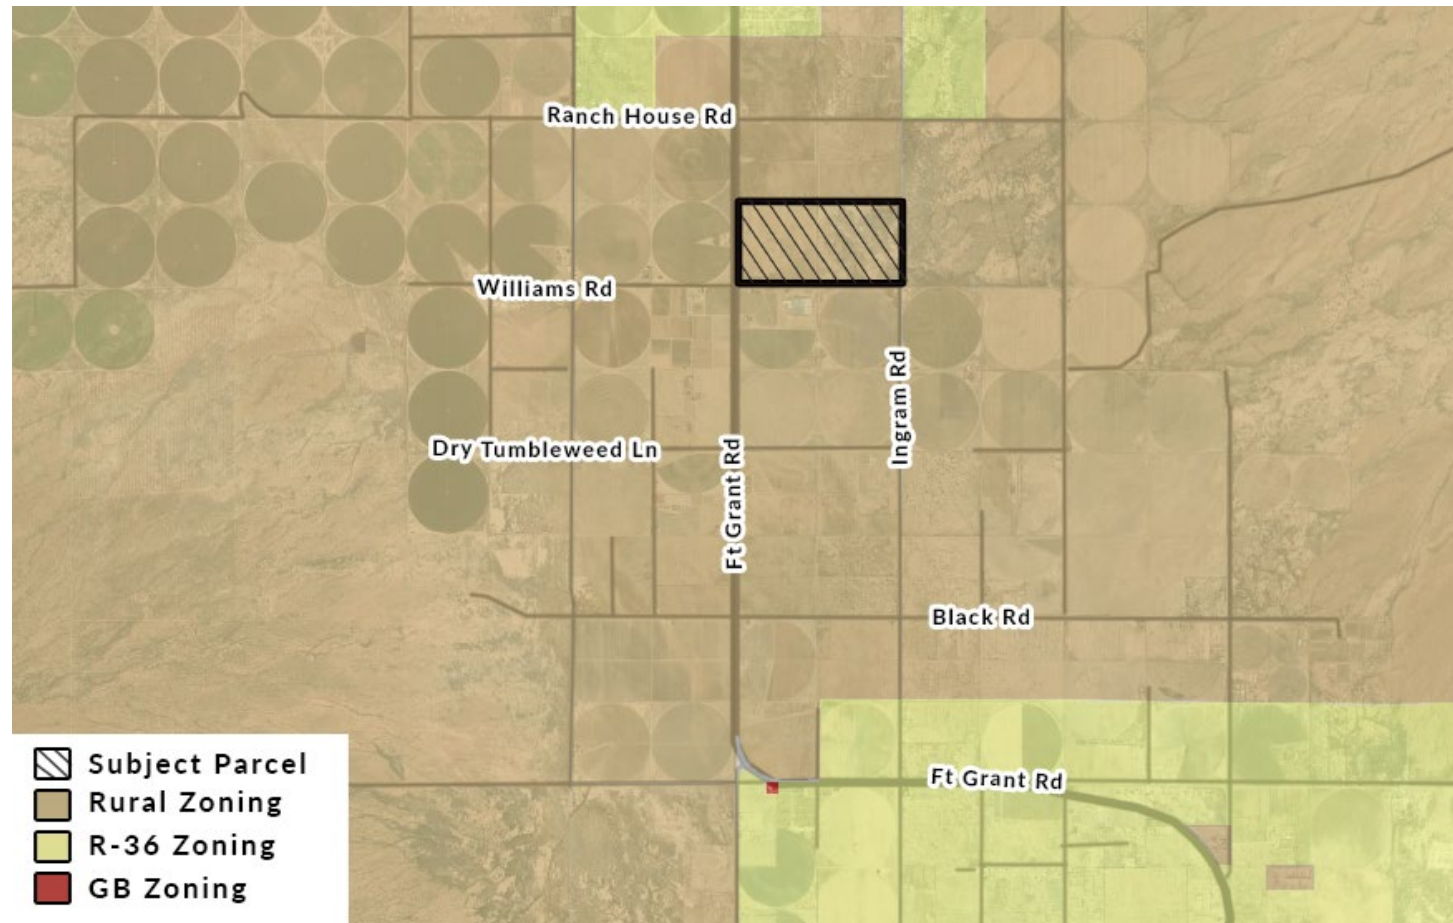 Ranch House Rd
Williams Rd
Ingram Rd
Dry Tumbleweed Ln
Ft Grant Rd
Black Rd
Ft Grant Rd
Subject Parcel
Rural Zoning
R-36 Zoning
GB Zoning